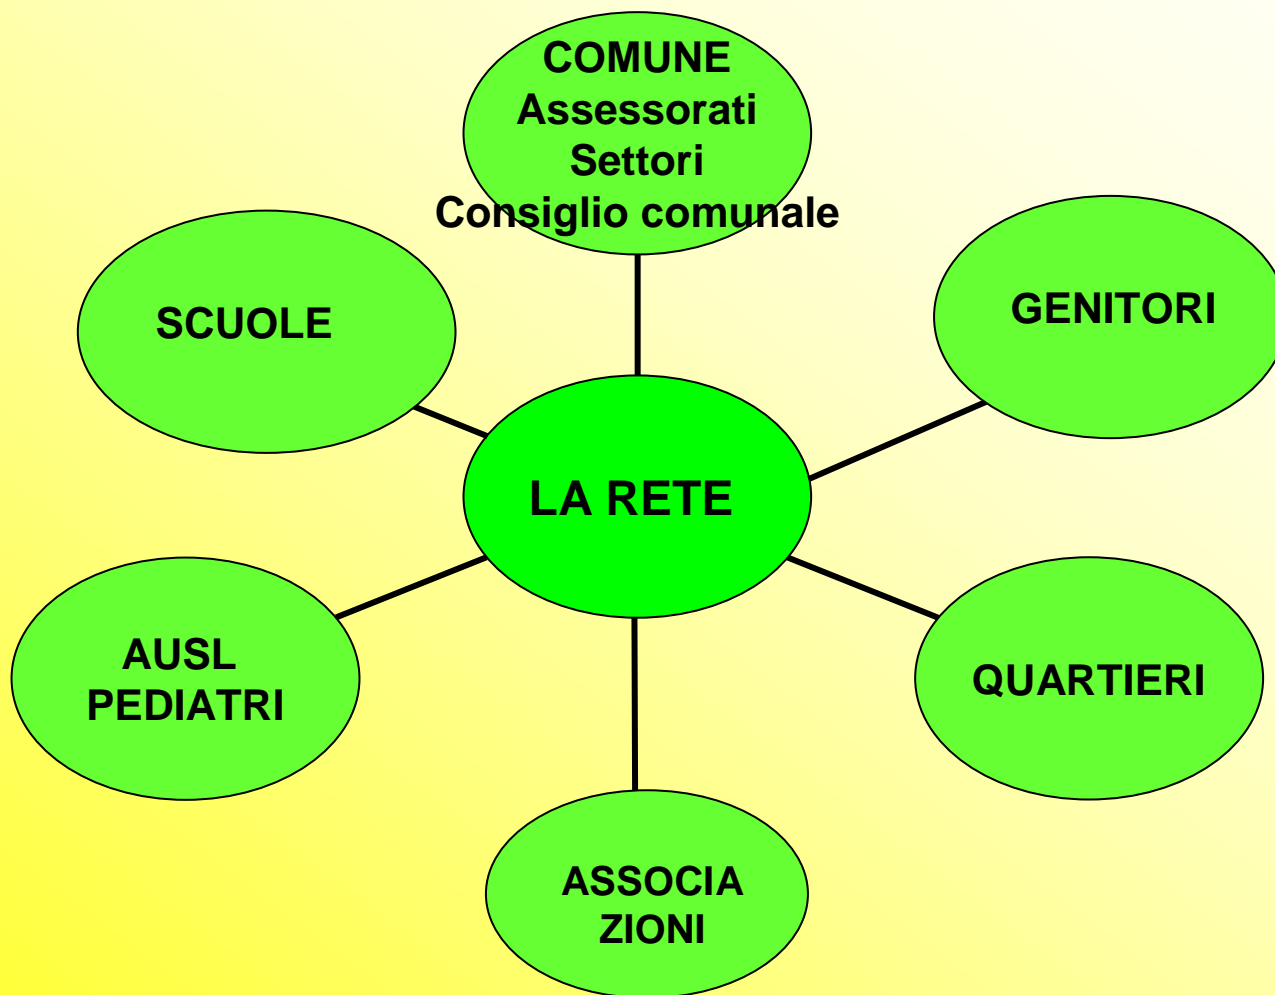 COMUNE
Assessorati
Settori
Consiglio comunale
SCUOLE
GENITORI
LA RETE
AUSL
PEDIATRI
QUARTIERI
ASSOCIA
ZIONI